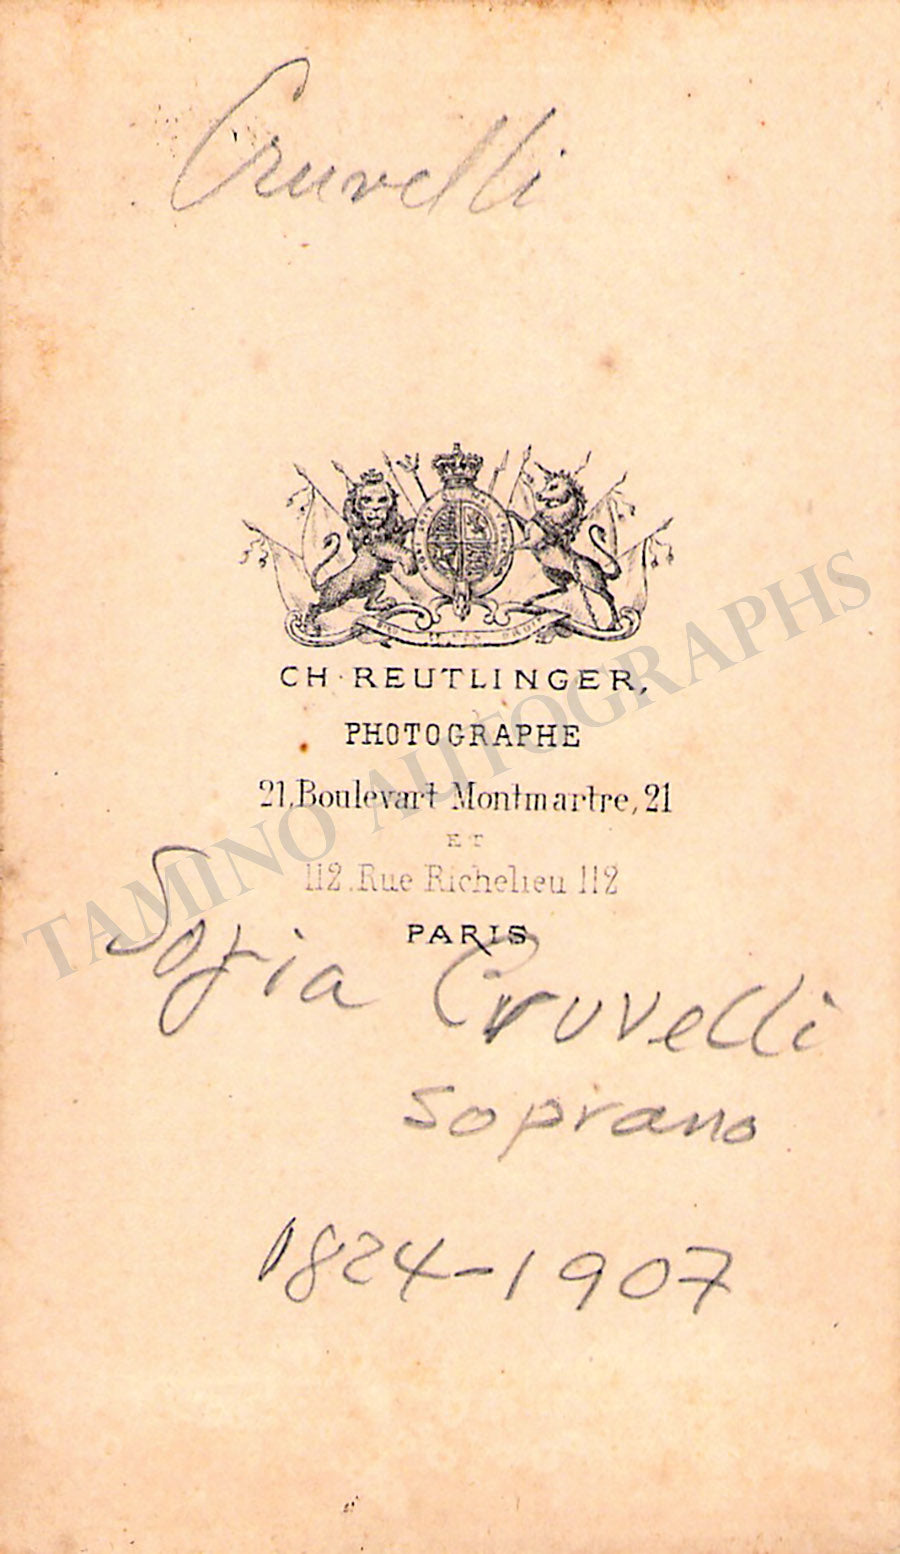 Cruvelli
CH. REUTLINGER,
PHOTOGRAPHE
21, Boulevart Montmartre, 21
ET
112, Rue Richelieu 112
PARIS
Sofia Cruvelli
soprano
1824-1907
TAMINO AUTOGRAPHS